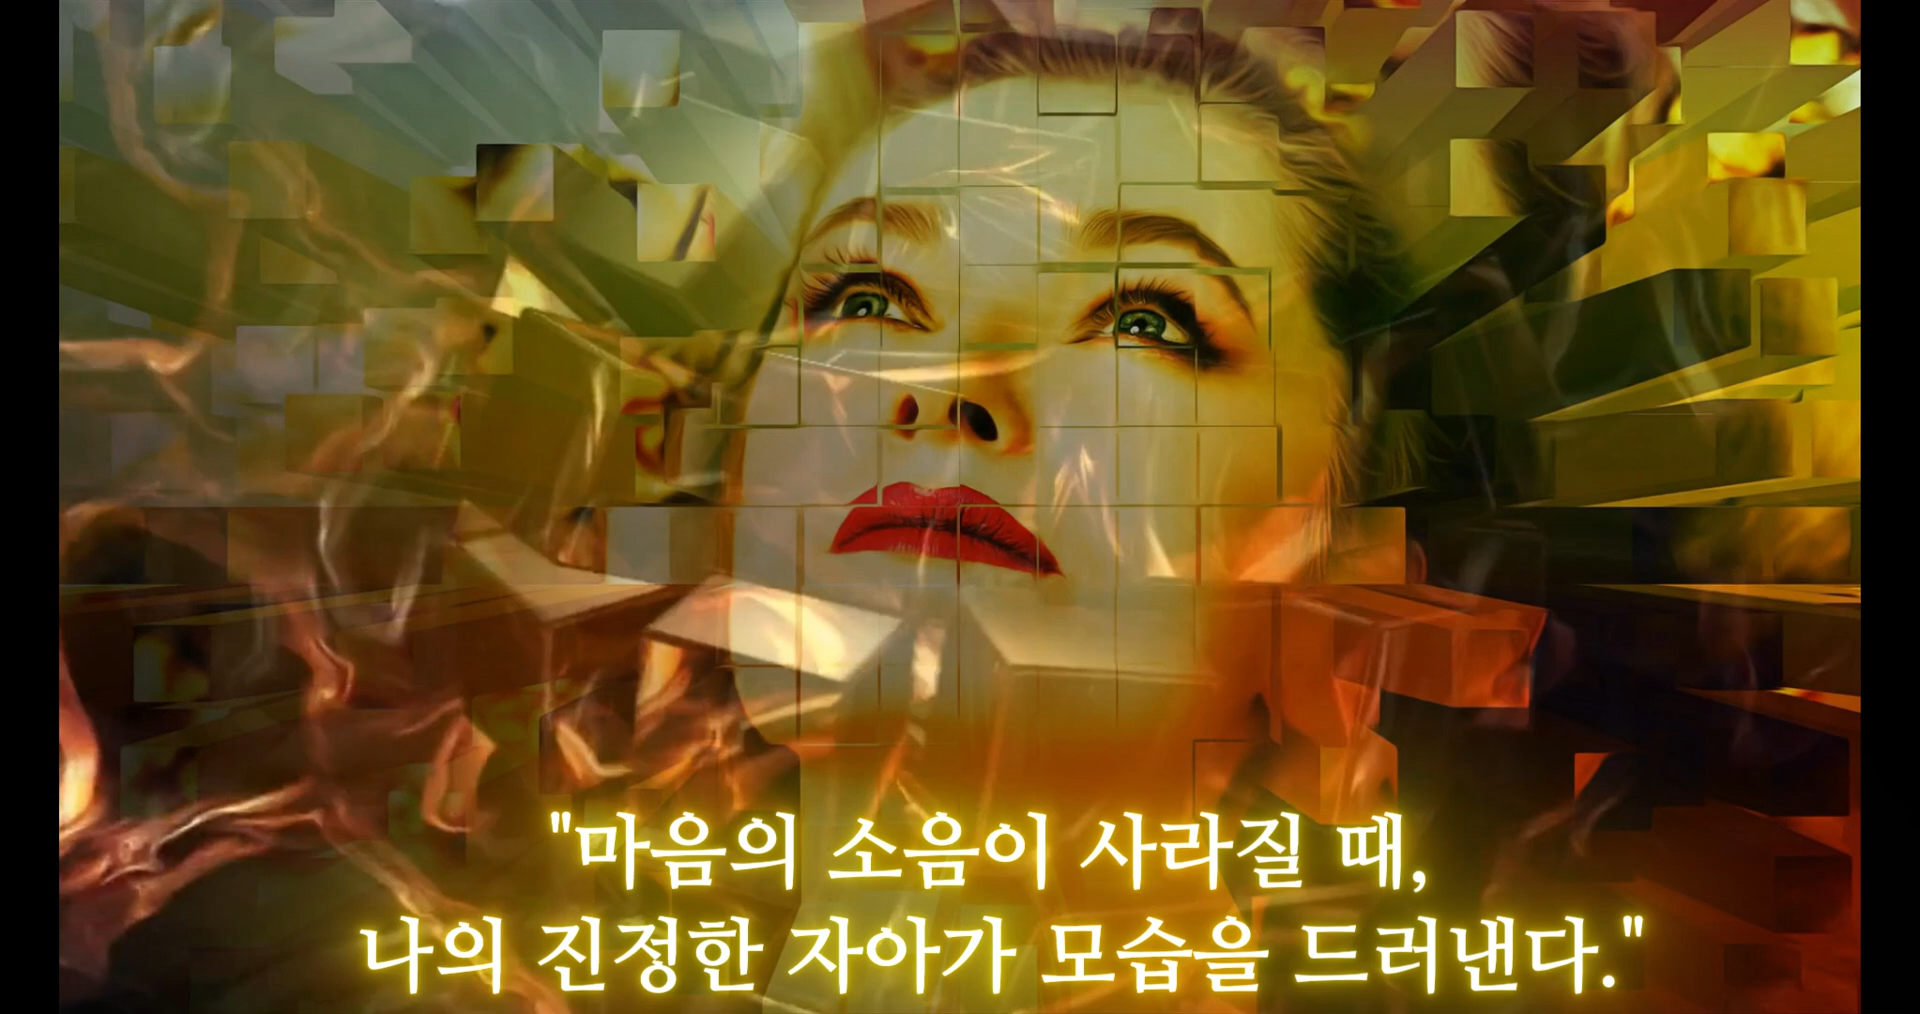 "마음의 소음이 사라질 때,
나의 진정한 자아가 모습을 드러낸다."